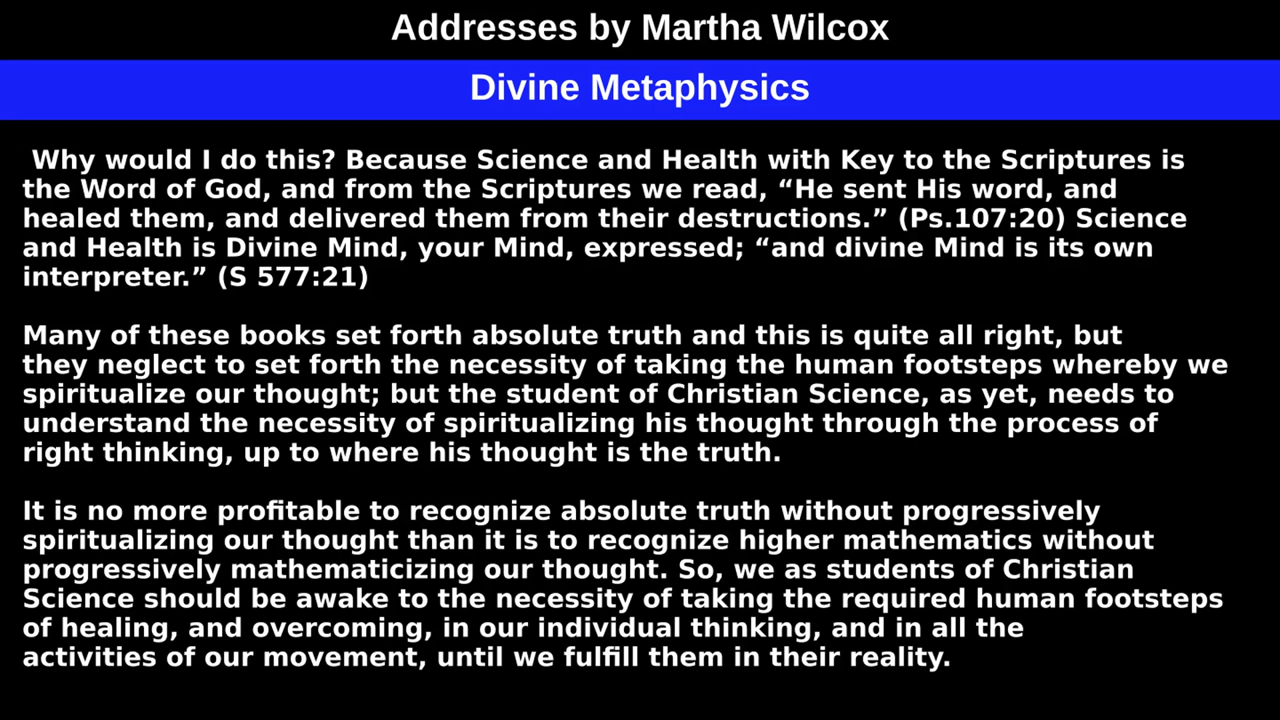 Addresses by Martha Wilcox
Divine Metaphysics
Why would I do this? Because Science and Health with Key to the Scriptures is
the Word of God, and from the Scriptures we read, “He sent His word, and
healed them, and delivered them from their destructions.” (Ps.107:20) Science
and Health is Divine Mind, your Mind, expressed; “and divine Mind is its own
interpreter.” (S 577:21)
Many of these books set forth absolute truth and this is quite all right, but
they neglect to set forth the necessity of taking the human footsteps whereby we
spiritualize our thought; but the student of Christian Science, as yet, needs to
understand the necessity of spiritualizing his thought through the process of
right thinking, up to where his thought is the truth.
It is no more profitable to recognize absolute truth without progressively
spiritualizing our thought than it is to recognize higher mathematics without
progressively mathematicizing our thought. So, we as students of Christian
Science should be awake to the necessity of taking the required human footsteps
of healing, and overcoming, in our individual thinking, and in all the
activities of our movement, until we fulfill them in their reality.